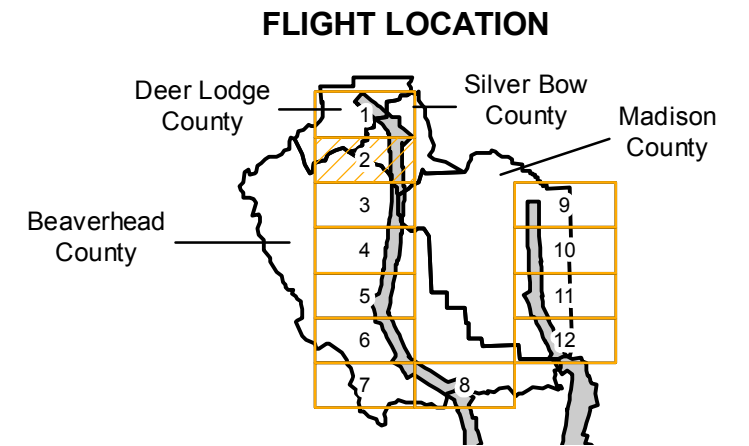 FLIGHT LOCATION
Deer Lodge
County
Silver Bow
County
Madison
County
Beaverhead
County
1
2
3
4
5
6
7
8
9
10
11
12